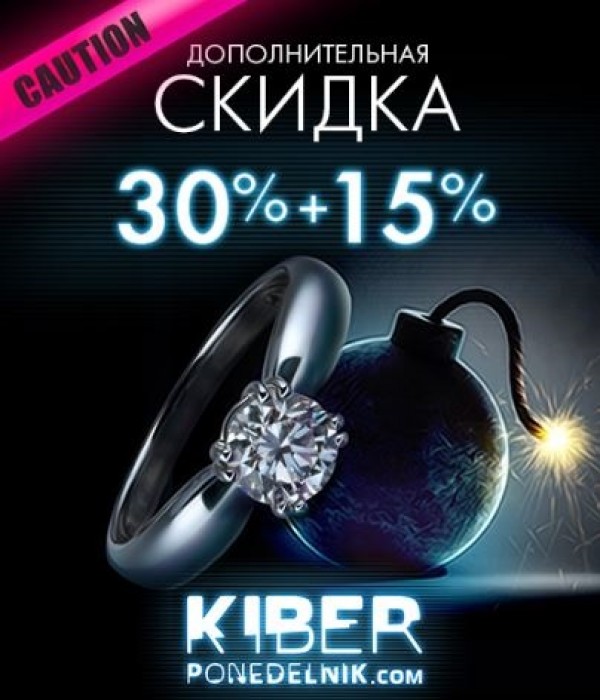 CAUTION
ДОПОЛНИТЕЛЬНАЯ
СКИДКА
30%+15%
KIBER
PONEDELNIK.COM